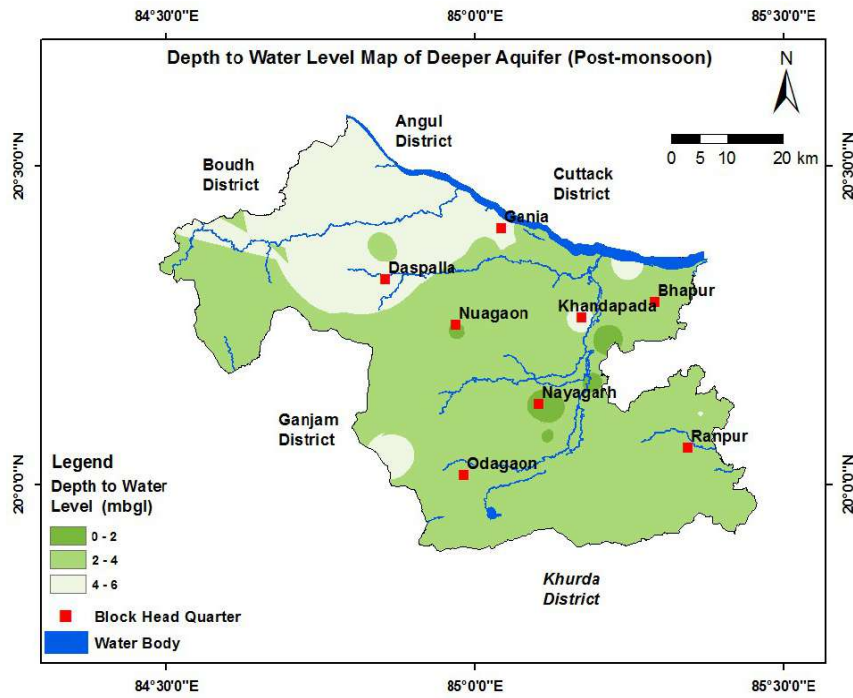 84°30'0"E 85°0'0"E 85°30'0"E
Depth to Water Level Map of Deeper Aquifer (Post-monsoon)
N
Angul
District
0 5 10 20 km
20°30'0"N
20°30'0"N
Boudh
District
Cuttack
District
Gania
Daspalla
Bhapur
Khandapada
Nuagaon
Nayagarh
Ganjam
District
Ranpur
Odagaon
20°0'0"N
20°0'0"N
Legend
Depth to Water
Level (mbgl)
0 - 2
2 - 4
4 - 6
Block Head Quarter
Water Body
Khurda
District
84°30'0"E 85°0'0"E 85°30'0"E